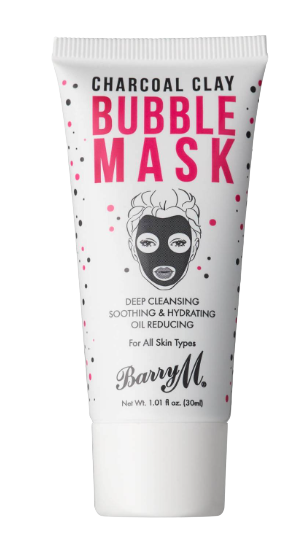 CHARCOAL CLAY
BUBBLE
MASK
DEEP CLEANSING
SOOTHING & HYDRATING
OIL REDUCING
For All Skin Types
Barry M®
Net Wt. 1.01 fl oz. (30ml)